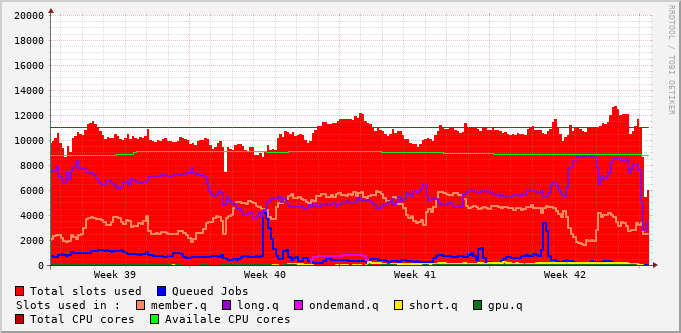 20000
18000
16000
14000
12000
10000
8000
6000
4000
2000
0
Week 39 Week 40 Week 41 Week 42
RRDTOOL / TOBI OETIKER
Total slots used Queued Jobs
Slots used in : member.q long.q ondemand.q short.q gpu.q
Total CPU cores Availale CPU cores